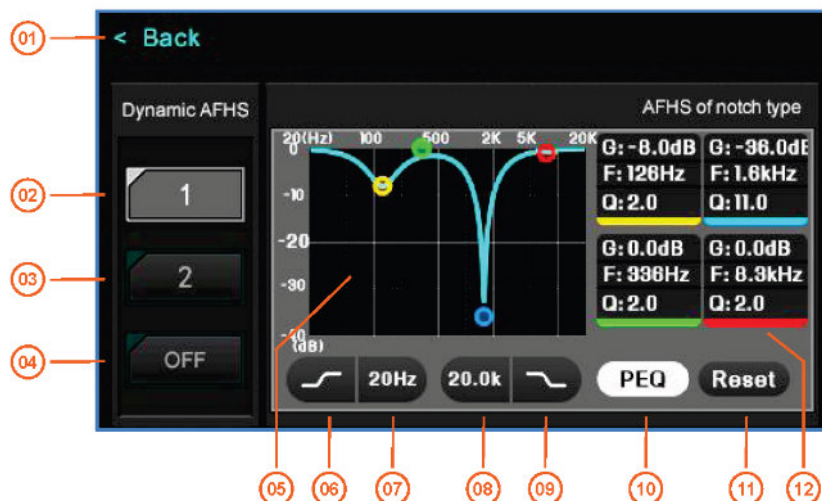 01
< Back
Dynamic AFHS
AFHS of notch type
20(Hz) 100 500 2K 5K 20K
0
-10
-20
-30
-40
(dB)
G:-8.0dB
F:126Hz
Q:2.0
G:-36.0dB
F:1.6kHz
Q:11.0
G:0.0dB
F:336Hz
Q:2.0
G:0.0dB
F:8.3kHz
Q:2.0
02
1
03
2
04
OFF
20Hz
20.0k
PEQ
Reset
05 06 07 08 09 10 11 12